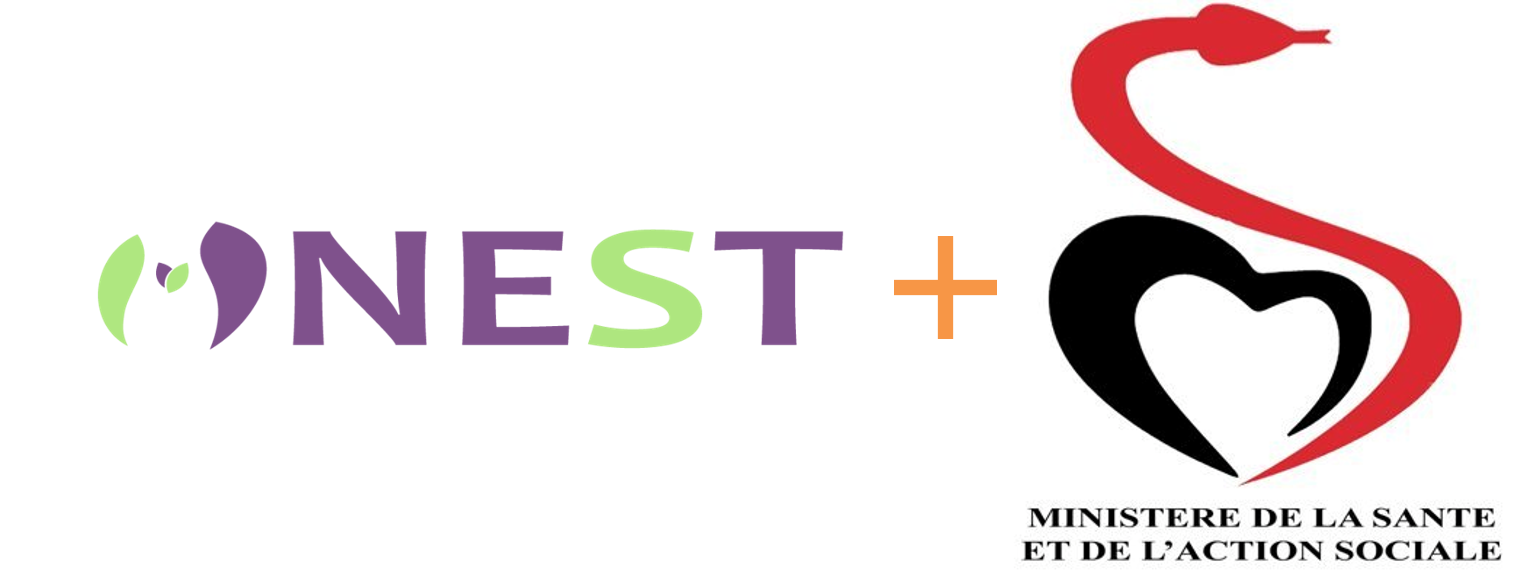 NEST
+
MINISTERE DE LA SANTE
ET DE L'ACTION SOCIALE